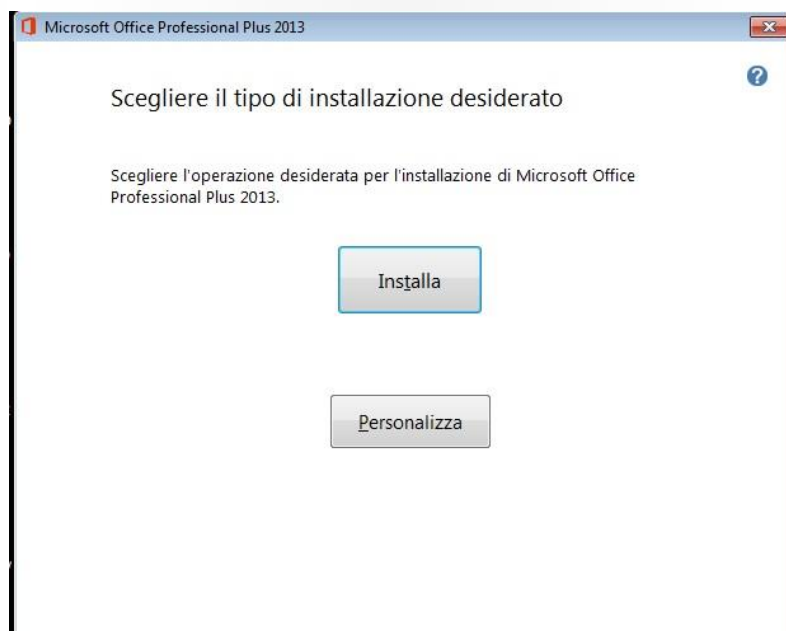 Microsoft Office Professional Plus 2013
Scegliere il tipo di installazione desiderato
Scegliere l'operazione desiderata per l'installazione di Microsoft Office
Professional Plus 2013.
Installa
Personalizza